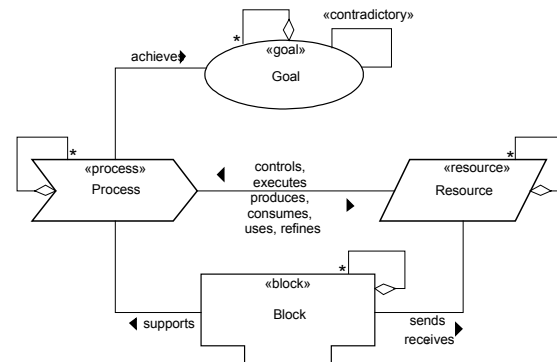 «contradictory»
*
«goal»
Goal
achieves
*
«process»
Process
controls,
executes
produces,
consumes,
uses, refines
*
«resource»
Resource
*
«block»
Block
supports
sends
receives